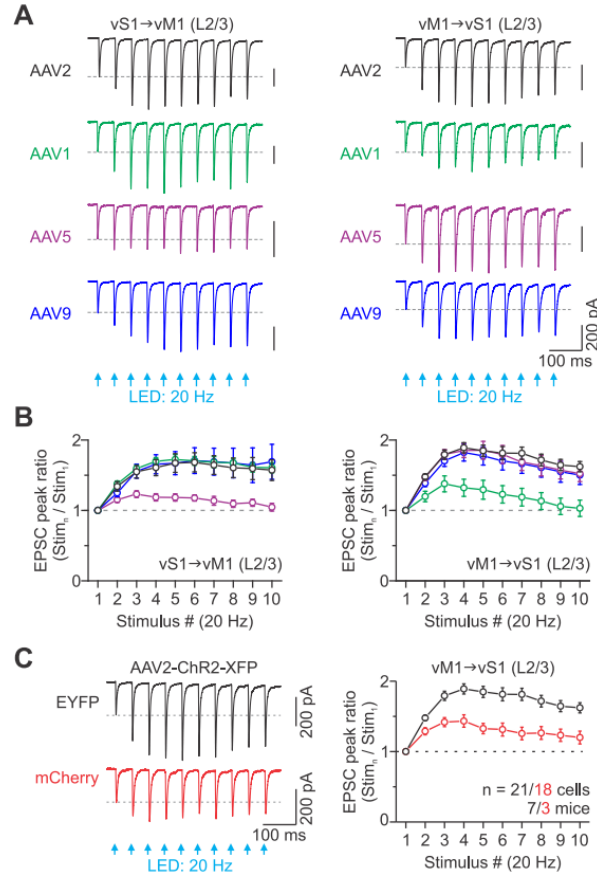 A
vS1→vM1 (L2/3)
AAV2
AAV1
AAV5
AAV9
LED: 20 Hz
vM1→vS1 (L2/3)
AAV2
AAV1
AAV5
AAV9
200 pA
100 ms
LED: 20 Hz
B
EPSC peak ratio
(Stimₙ / Stim₁)
2
1
0
vS1→vM1 (L2/3)
1 2 3 4 5 6 7 8 9 10
Stimulus # (20 Hz)
EPSC peak ratio
(Stimₙ / Stim₁)
2
1
0
vM1→vS1 (L2/3)
1 2 3 4 5 6 7 8 9 10
Stimulus # (20 Hz)
C
AAV2-ChR2-XFP
EYFP
200 pA
mCherry
200 pA
100 ms
LED: 20 Hz
vM1→vS1 (L2/3)
EPSC peak ratio
(Stimₙ / Stim₁)
2
1
0
n = 21/18 cells
7/3 mice
1 2 3 4 5 6 7 8 9 10
Stimulus # (20 Hz)